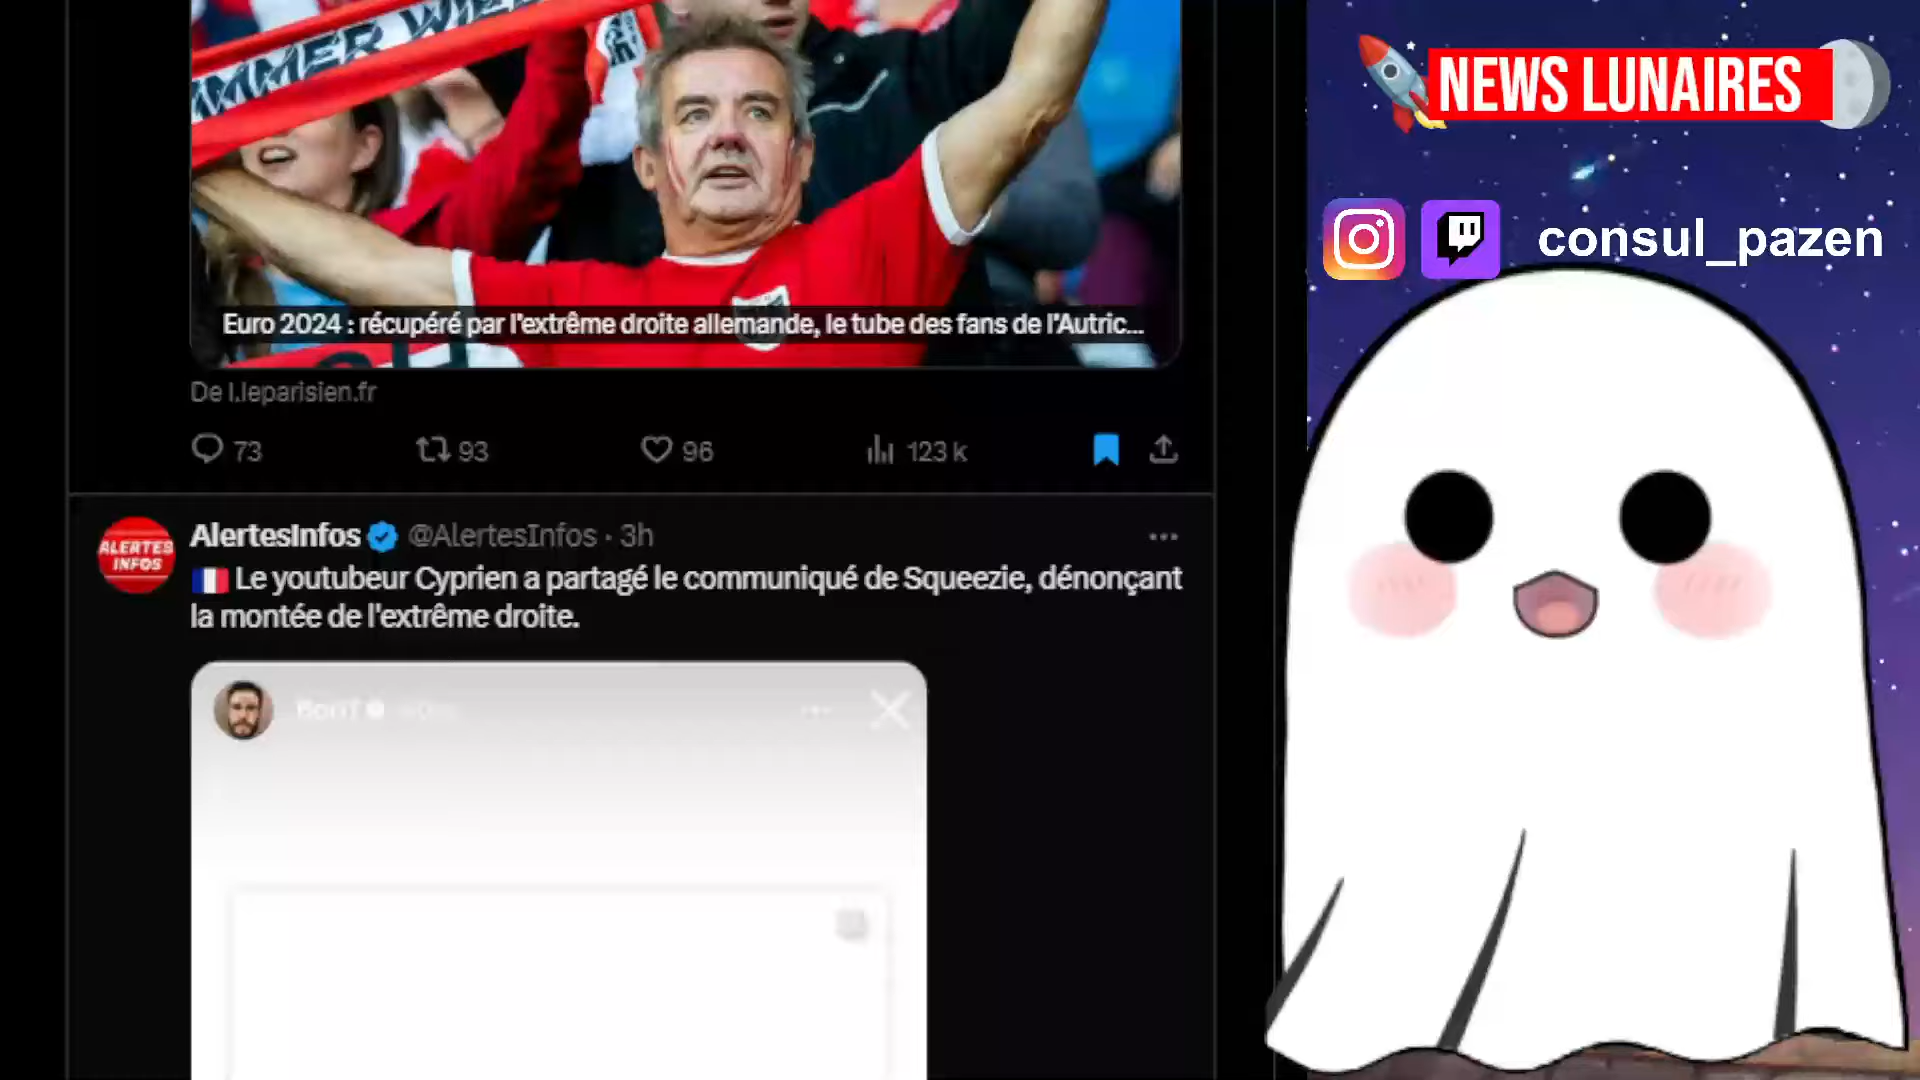 IMMER WIE
Euro 2024 : récupéré par l'extrême droite allemande, le tube des fans de l'Autric...
De l.leparisien.fr
73 93 96 123 k
AlertesInfos @AlertesInfos · 3h
ALERTES
INFOS
Le youtubeur Cyprien a partagé le communiqué de Squeezie, dénonçant
la montée de l'extrême droite.
NEWS LUNAIRES
consul_pazen